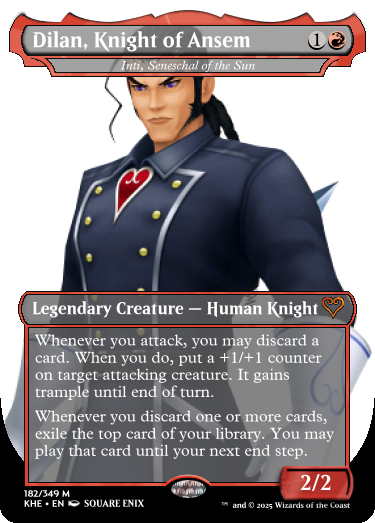 Dilan, Knight of Ansem 1
Inti, Seneschal of the Sun
Legendary Creature — Human Knight
Whenever you attack, you may discard a
card. When you do, put a +1/+1 counter
on target attacking creature. It gains
trample until end of turn.
Whenever you discard one or more cards,
exile the top card of your library. You may
play that card until your next end step.
2/2
182/349 M
KHE • EN SQUARE ENIX
™ and © 2025 Wizards of the Coast